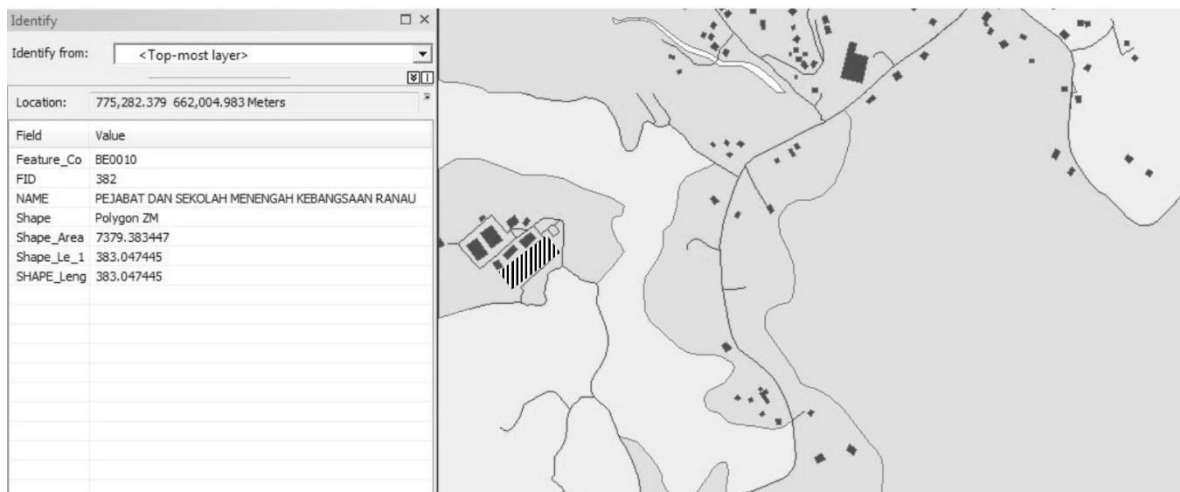 Identify
Identify from: <Top-most layer>
Location: 775,282.379 662,004.983 Meters
Field Value
Feature_Co BE0010
FID 382
NAME PEJABAT DAN SEKOLAH MENENGAH KEBANGSAAN RANAU
Shape Polygon ZM
Shape_Area 7379.383447
Shape_Le_1 383.047445
SHAPE_Leng 383.047445